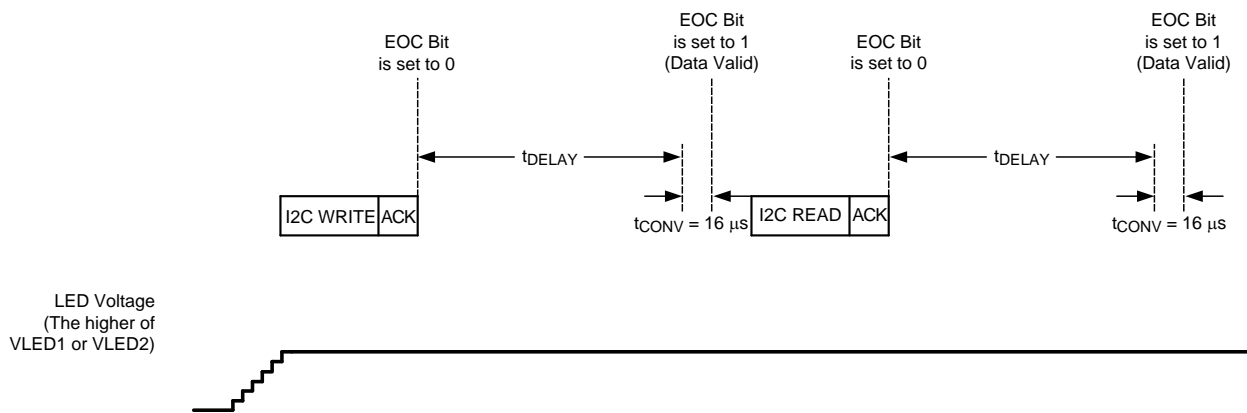 EOC Bit
is set to 0
EOC Bit
is set to 1
(Data Valid)
EOC Bit
is set to 0
EOC Bit
is set to 1
(Data Valid)
tDELAY
tDELAY
I2C WRITE
ACK
tCONV = 16 μs
I2C READ
ACK
tCONV = 16 μs
LED Voltage
(The higher of
VLED1 or VLED2)